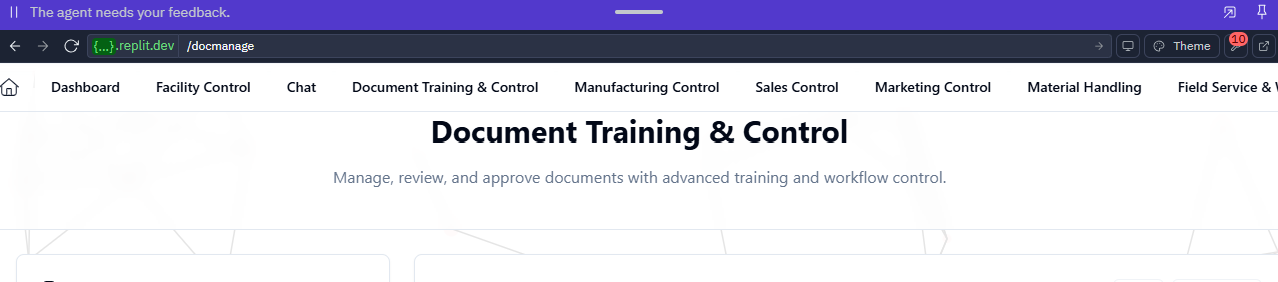 The agent needs your feedback.
{...}.replit.dev /docmanage
Theme
10
Dashboard Facility Control Chat Document Training & Control Manufacturing Control Sales Control Marketing Control Material Handling Field Service &
Document Training & Control
Manage, review, and approve documents with advanced training and workflow control.